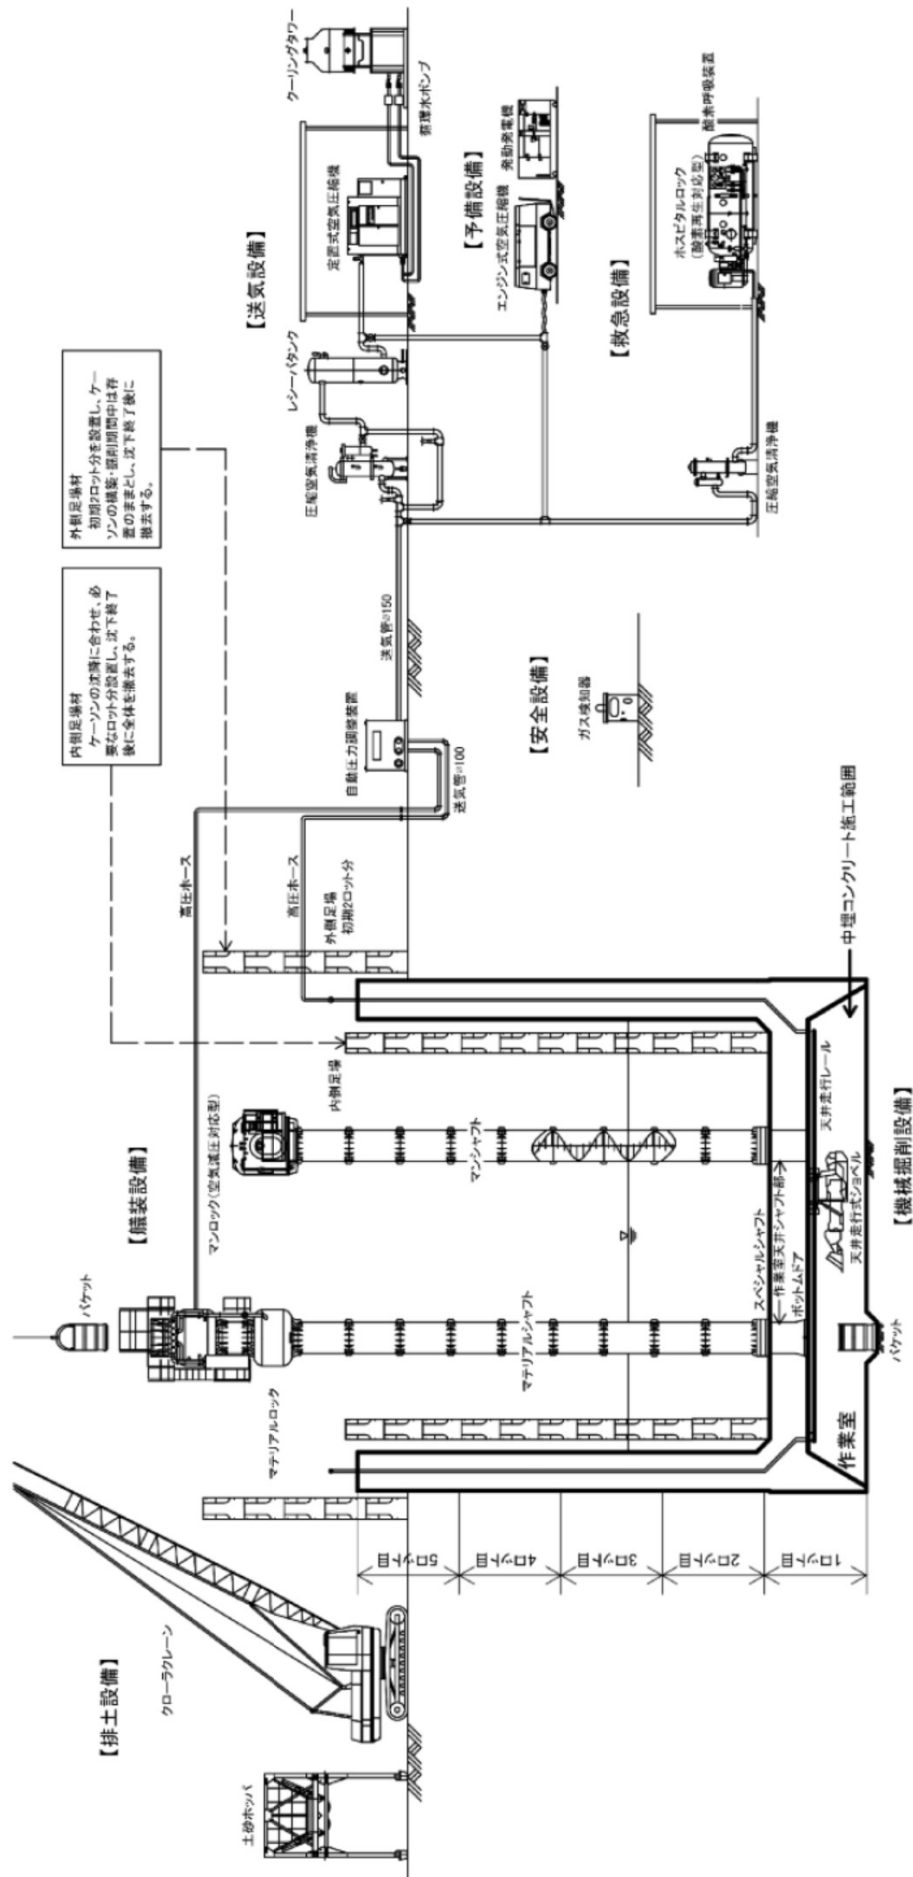 【排土設備】
クローラクレーン
土砂ホッパ
【艤装設備】
バケット
マテリアルロック
マンロック（空気減圧対応型）
マンシャフト
マテリアルシャフト
スペシャルシャフト
作業室天井シャフト部
ボットムドア
内側足場
外側足場
初期2ロット分
高圧ホース
高圧ホース
5ロット目
4ロット目
3ロット目
2ロット目
1ロット目
作業室
バケット
天井走行式ショベル
天井走行レール
【機械掘削設備】
中埋コンクリート施工範囲
内側足場材
ケーソンの沈降に合わせ、必
要なロット分設置し、沈下終了
後に全体を撤去する。
外側足場材
初期2ロット分を設置し、ケー
ソンの構築・掘削期間中は存
置のままとし、沈下終了後に
撤去する。
自動圧力調整装置
送気管∅100
送気管∅150
【安全設備】
ガス検知器
【送気設備】
圧縮空気清浄機
レシーバタンク
定置式空気圧縮機
クーリングタワー
循環水ポンプ
【予備設備】
エンジン式空気圧縮機
発動発電機
【救急設備】
圧縮空気清浄機
ホスピタルロック
（酸素再生対応型）
酸素呼吸装置